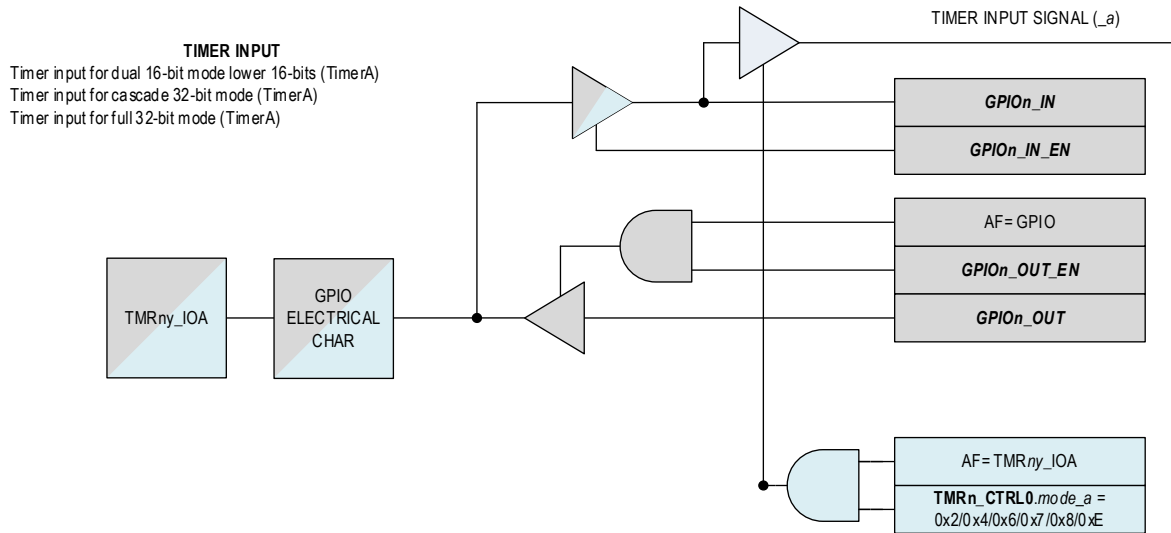 TIMER INPUT SIGNAL (_a)
TIMER INPUT
Timer input for dual 16-bit mode lower 16-bits (TimerA)
Timer input for cascade 32-bit mode (TimerA)
Timer input for full 32-bit mode (TimerA)
GPIOn_IN
GPIOn_IN_EN
AF= GPIO
GPIOn_OUT_EN
GPIOn_OUT
TMRny_IOA
GPIO
ELECTRICAL
CHAR
AF= TMRny_IOA
TMRn_CTRL0.mode_a =
0x2/0x4/0x6/0x7/0x8/0xE